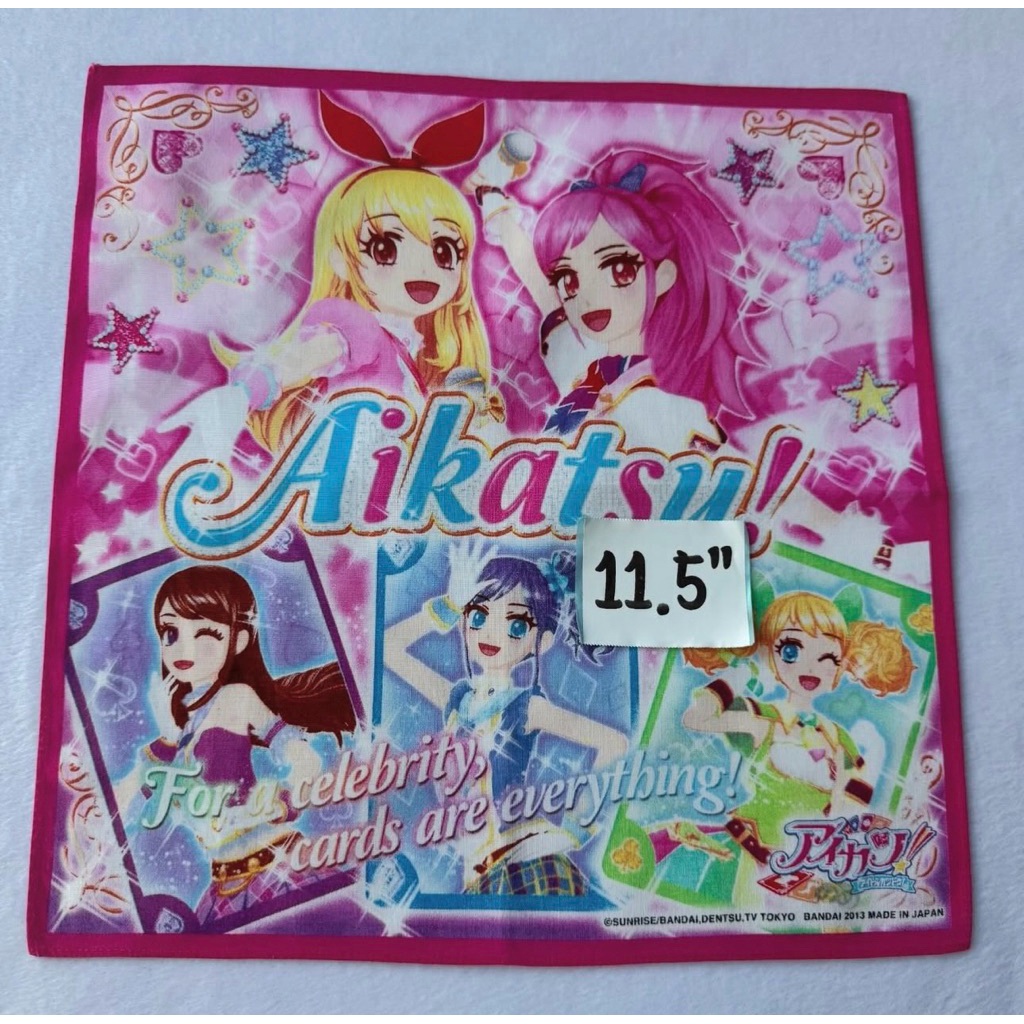 Aikatsu!
11.5"
For a celebrity,
cards are everything!
アイカツ!
©SUNRISE/BANDAI,DENTSU,TV TOKYO BANDAI 2013 MADE IN JAPAN